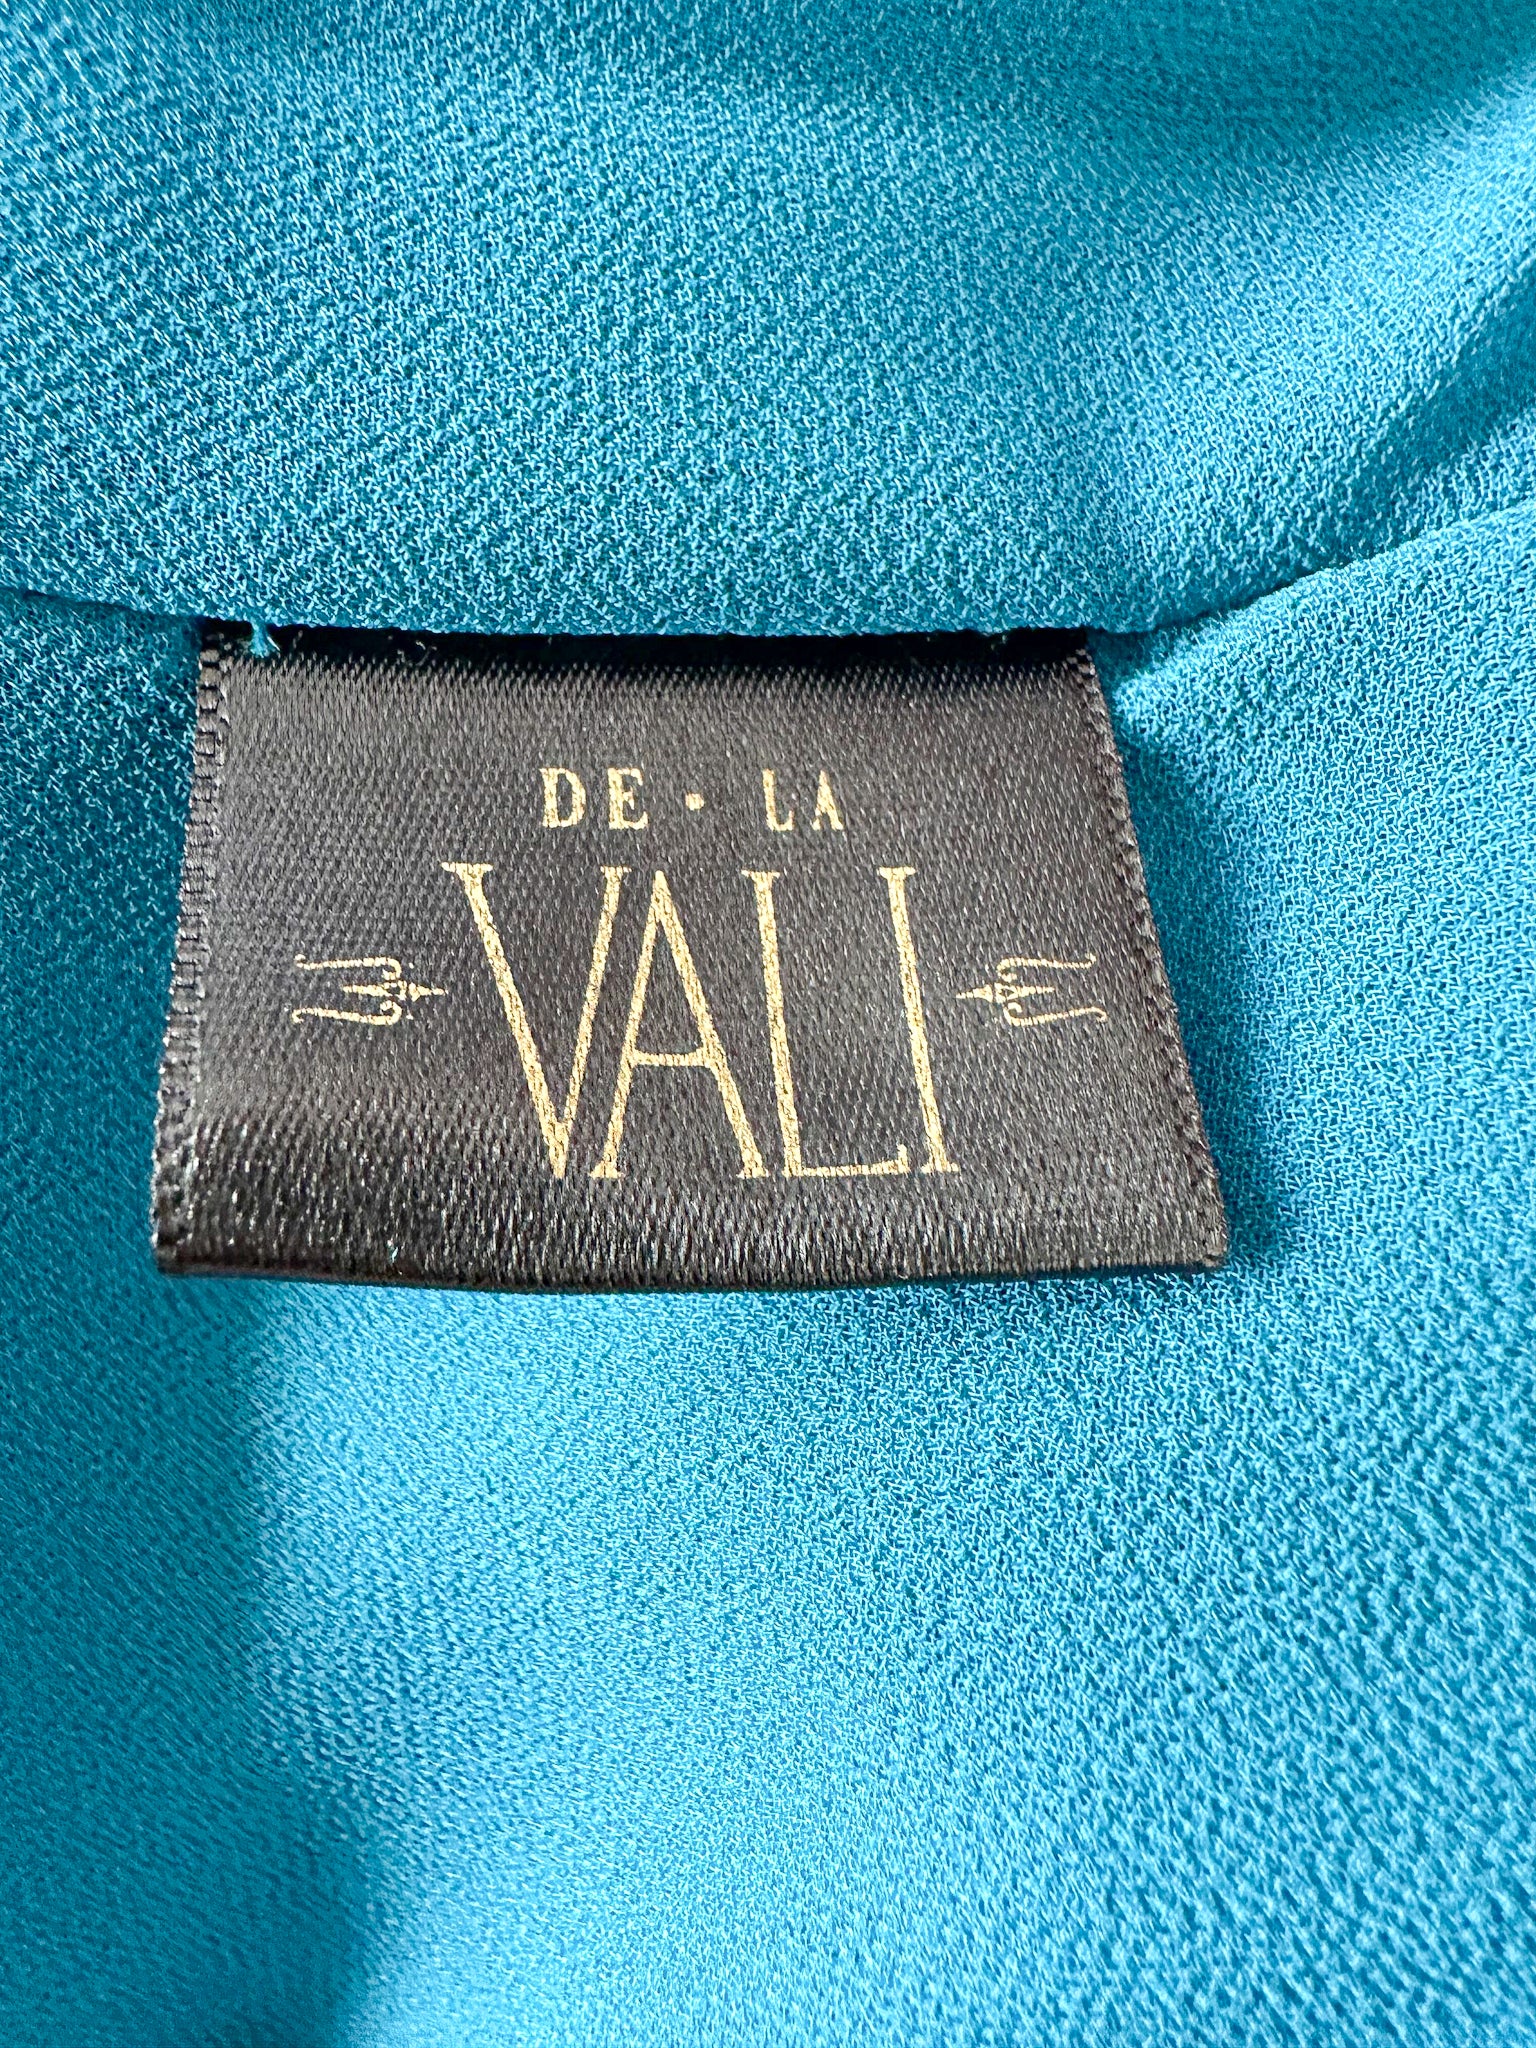 DE · LA
VALI